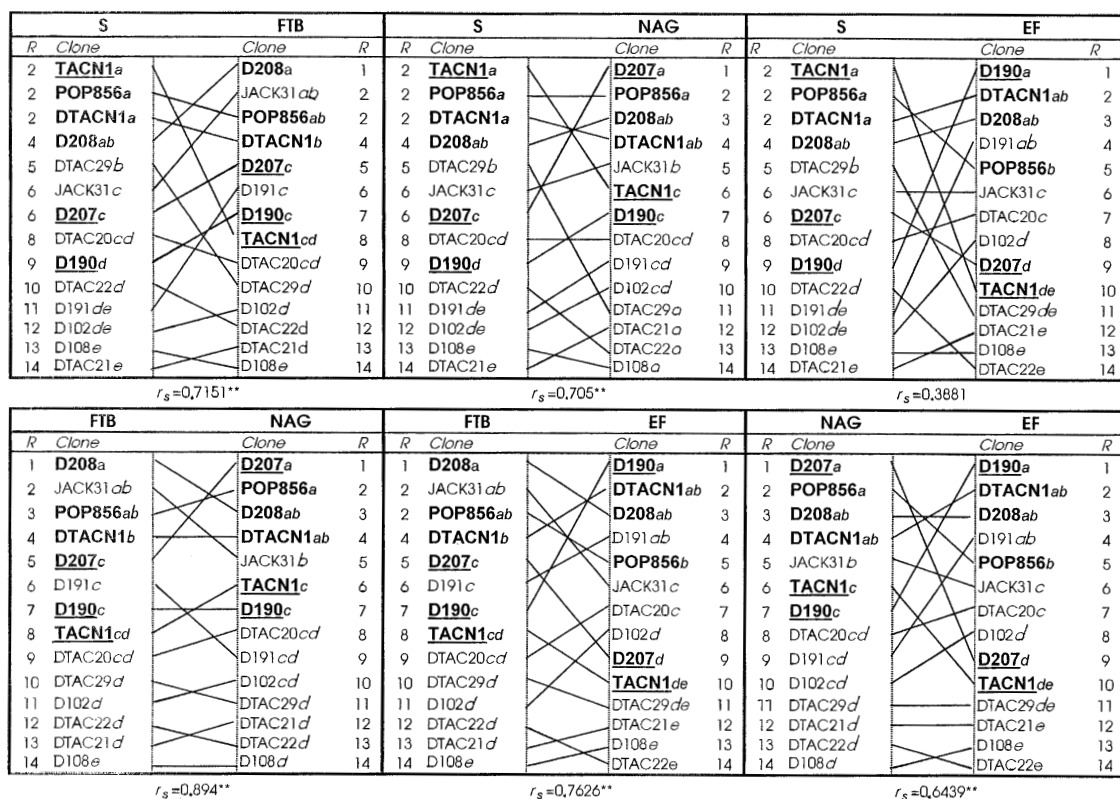 S FTB
R Clone Clone R
2 TACN1a D208a 1
2 POP856a JACK31ab 2
2 DTACN1a POP856ab 2
4 D208ab DTACN1b 4
5 DTAC29b D207c 5
6 JACK31c D191c 6
6 D207c D190c 7
8 DTAC20cd TACN1cd 8
9 D190d DTAC20cd 9
10 DTAC22d DTAC29d 10
11 D191de D102d 11
12 D102de DTAC22d 12
13 D108e DTAC21d 13
14 DTAC21e D108e 14
rs=0.7151**
S NAG
R Clone Clone R
2 TACN1a D207a 1
2 POP856a POP856a 2
2 DTACN1a D208ab 3
4 D208ab DTACN1ab 4
5 DTAC29b JACK31b 5
6 JACK31c TACN1c 6
6 D207c D190c 7
8 DTAC20cd DTAC20cd 8
9 D190d D191cd 9
10 DTAC22d D102cd 10
11 D191de DTAC29a 11
12 D102de DTAC21a 12
13 D108e DTAC22a 13
14 DTAC21e D108a 14
rs=0.705**
S EF
R Clone Clone R
2 TACN1a D190a 1
2 POP856a DTACN1ab 2
2 DTACN1a D208ab 3
4 D208ab D191ab 4
5 DTAC29b POP856b 5
6 JACK31c JACK31c 6
6 D207c DTAC20c 7
8 DTAC20cd D102d 8
9 D190d D207d 9
10 DTAC22d TACN1de 10
11 D191de DTAC29de 11
12 D102de DTAC21e 12
13 D108e D108e 13
14 DTAC21e DTAC22e 14
rs=0.3881
FTB NAG
R Clone Clone R
1 D208a D207a 1
2 JACK31ab POP856a 2
3 POP856ab D208ab 3
4 DTACN1b DTACN1ab 4
5 D207c JACK31b 5
6 D191c TACN1c 6
7 D190c D190c 7
8 TACN1cd DTAC20cd 8
9 DTAC20cd D191cd 9
10 DTAC29d D102cd 10
11 D102d DTAC29d 11
12 DTAC22d DTAC21d 12
13 DTAC21d DTAC22d 13
14 D108e D108d 14
rs=0.894**
FTB EF
R Clone Clone R
1 D208a D190a 1
2 JACK31ab DTACN1ab 2
2 POP856ab D208ab 3
4 DTACN1b D191ab 4
5 D207c POP856b 5
6 D191c JACK31c 6
7 D190c DTAC20c 7
8 TACN1cd D102d 8
9 DTAC20cd D207d 9
10 DTAC29d TACN1de 10
11 D102d DTAC29de 11
12 DTAC22d DTAC21e 12
13 DTAC21d D108e 13
14 D108e DTAC22e 14
rs=0.7626**
NAG EF
R Clone Clone R
1 D207a D190a 1
2 POP856a DTACN1ab 2
3 D208ab D208ab 3
4 DTACN1ab D191ab 4
5 JACK31b POP856b 5
6 TACN1c JACK31c 6
7 D190c DTAC20c 7
8 DTAC20cd D102d 8
9 D191cd D207d 9
10 D102cd TACN1de 10
11 DTAC29d DTAC29de 11
12 DTAC21d DTAC21e 12
13 DTAC22d D108e 13
14 D108d DTAC22e 14
rs=0.6439**